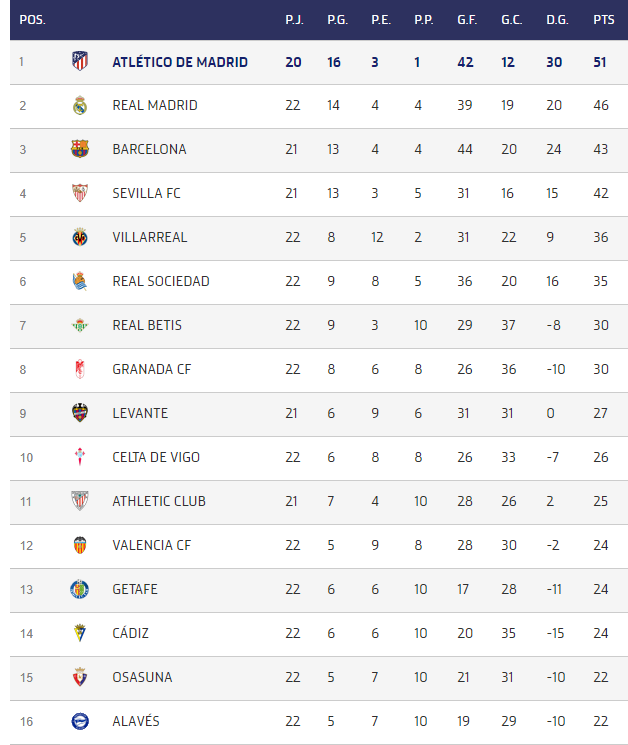 POS. P.J. P.G. P.E. P.P. G.F. G.C. D.G. PTS
1 ATLÉTICO DE MADRID 20 16 3 1 42 12 30 51
2 REAL MADRID 22 14 4 4 39 19 20 46
3 BARCELONA 21 13 4 4 44 20 24 43
4 SEVILLA FC 21 13 3 5 31 16 15 42
5 VILLARREAL 22 8 12 2 31 22 9 36
6 REAL SOCIEDAD 22 9 8 5 36 20 16 35
7 REAL BETIS 22 9 3 10 29 37 -8 30
8 GRANADA CF 22 8 6 8 26 36 -10 30
9 LEVANTE 21 6 9 6 31 31 0 27
10 CELTA DE VIGO 22 6 8 8 26 33 -7 26
11 ATHLETIC CLUB 21 7 4 10 28 26 2 25
12 VALENCIA CF 22 5 9 8 28 30 -2 24
13 GETAFE 22 6 6 10 17 28 -11 24
14 CÁDIZ 22 6 6 10 20 35 -15 24
15 OSASUNA 22 5 7 10 21 31 -10 22
16 ALAVÉS 22 5 7 10 19 29 -10 22